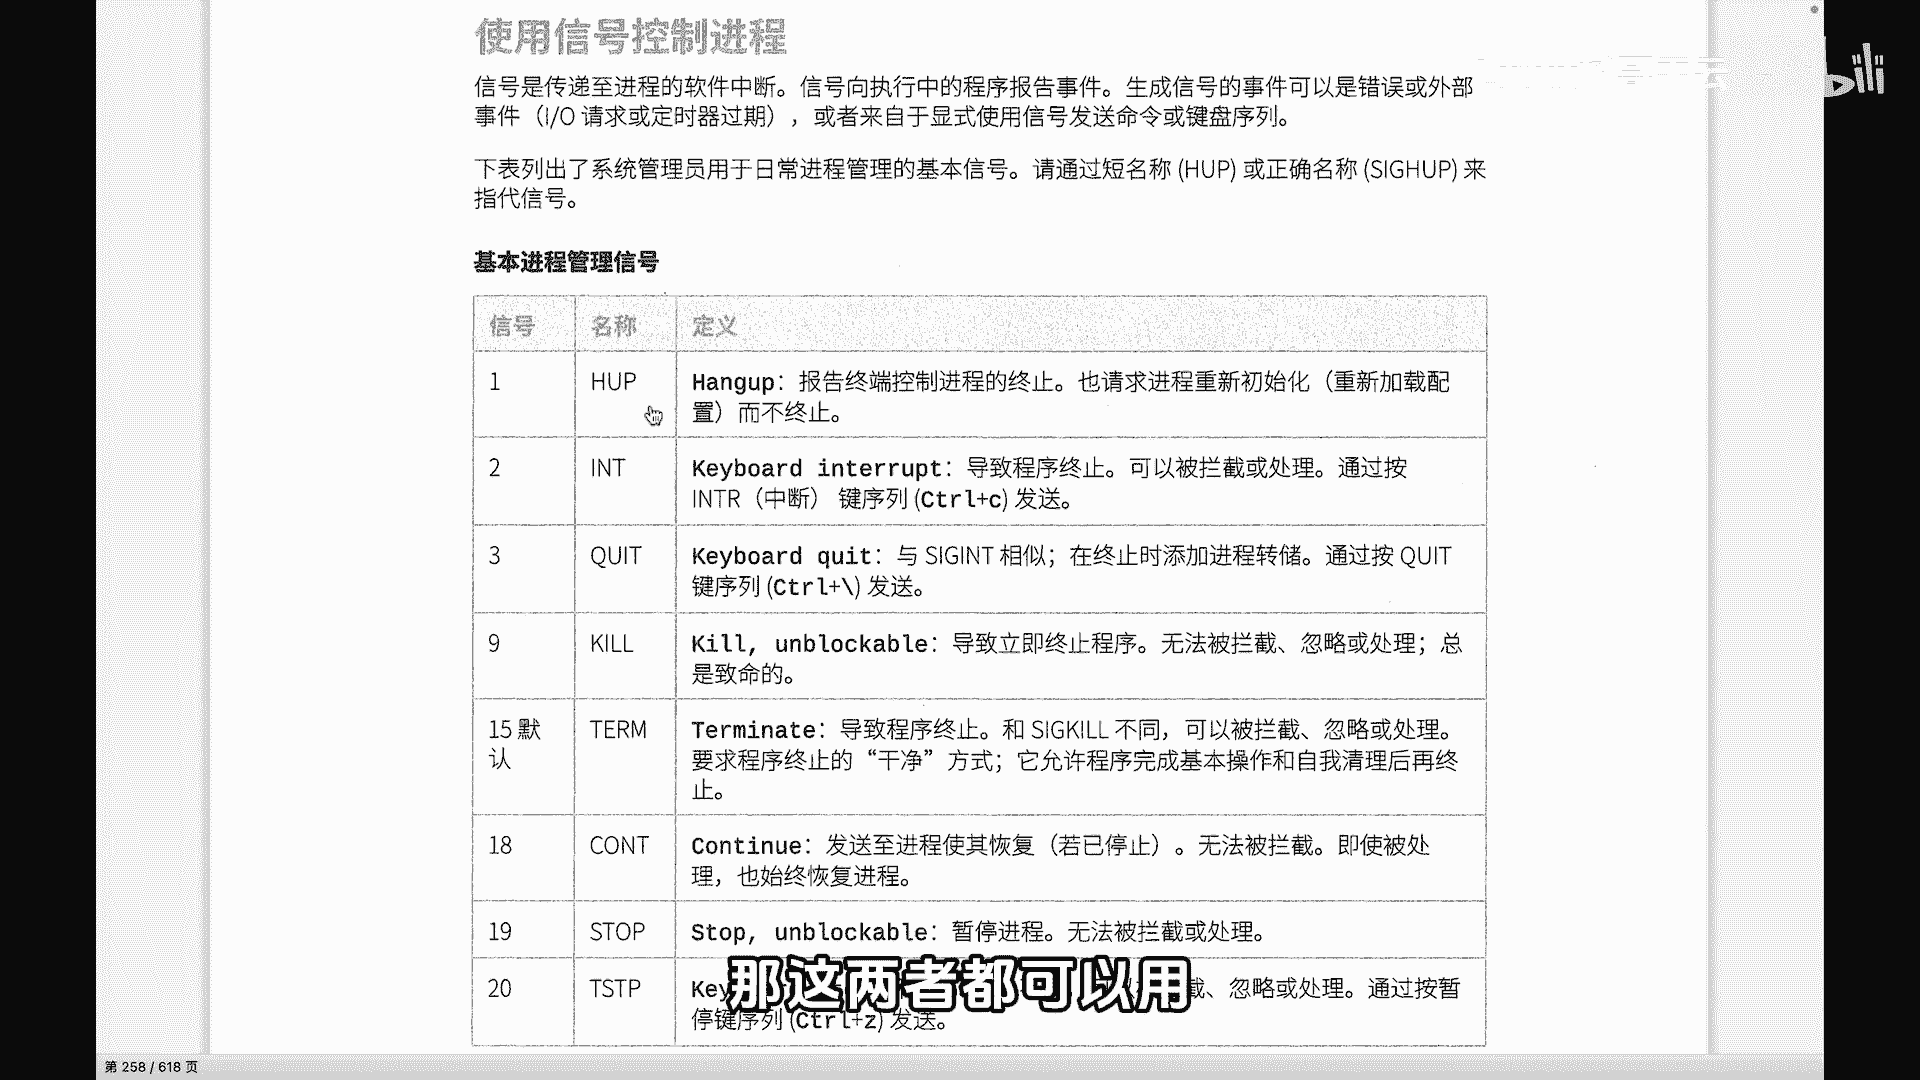 使用信号控制进程
信号是传递至进程的软件中断。信号向执行中的程序报告事件。生成信号的事件可以是错误或外部
事件（I/O 请求或定时器过期），或者来自于显式使用信号发送命令或键盘序列。
下表列出了系统管理员用于日常进程管理的基本信号。请通过短名称 (HUP) 或正确名称 (SIGHUP) 来
指代信号。
基本进程管理信号
信号 名称 定义
1 HUP Hangup：报告终端控制进程的终止。也请求进程重新初始化（重新加载配
置）而不终止。
2 INT Keyboard interrupt：导致程序终止。可以被拦截或处理。通过按
INTR（中断） 键序列 (Ctrl+c) 发送。
3 QUIT Keyboard quit：与 SIGINT 相似；在终止时添加进程转储。通过按 QUIT
键序列 (Ctrl+\) 发送。
9 KILL Kill, unblockable：导致立即终止程序。无法被拦截、忽略或处理；总
是致命的。
15 默 TERM Terminate：导致程序终止。和 SIGKILL 不同，可以被拦截、忽略或处理。
认 要求程序终止的“干净”方式；它允许程序完成基本操作和自我清理后再终
止。
18 CONT Continue：发送至进程使其恢复（若已停止）。无法被拦截。即使被处
理，也始终恢复进程。
19 STOP Stop, unblockable：暂停进程。无法被拦截或处理。
20 TSTP Key 截、忽略或处理。通过按暂
停键序列 (Ctrl+z) 发送。
那这两者都可以用
第 258 / 618 页
bili